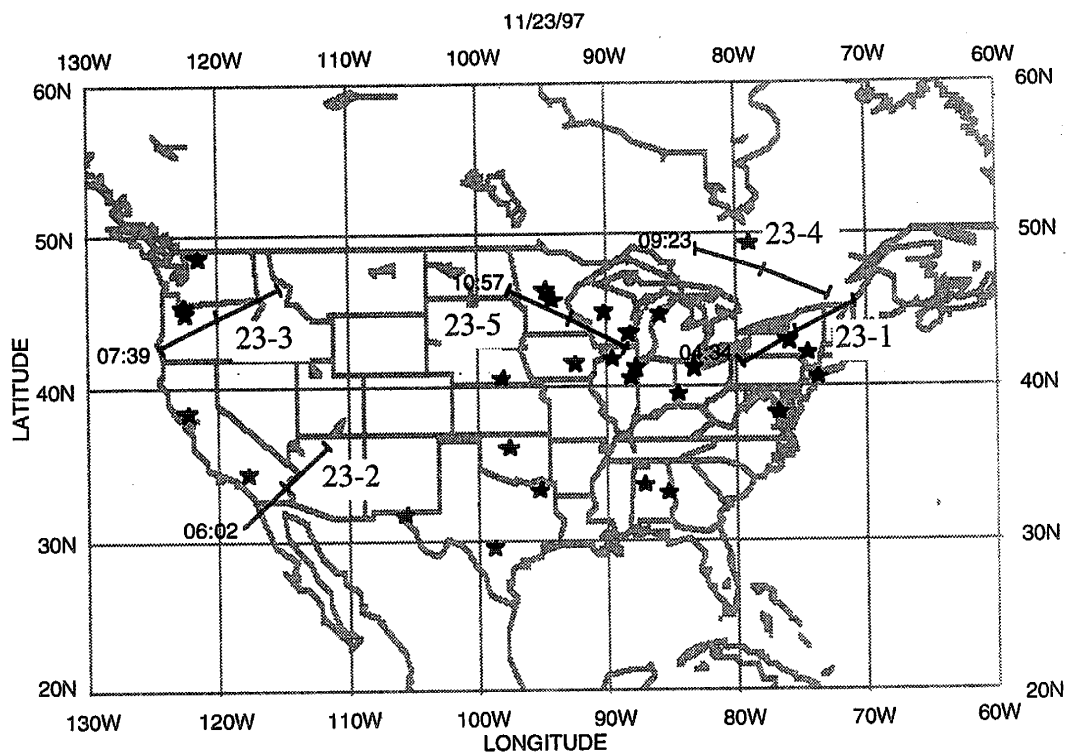 11/23/97
130W 120W 110W 100W 90W 80W 70W 60W
60N 60N
50N 50N
09:23 23-4
10:57
23-3 23-5 23-1
07:39 04:34
40N 40N
LATITUDE
23-2
06:02
30N 30N
20N 20N
130W 120W 110W 100W 90W 80W 70W 60W
LONGITUDE